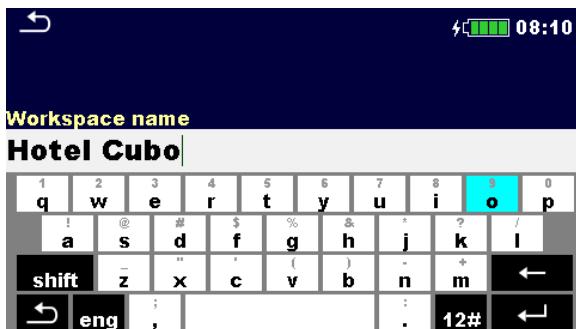 08:10
Workspace name
Hotel Cubo
1 2 3 4 5 6 7 8 9 0
q w e r t y u i o p
! @ # $ % & * ? /
a s d f g h j k l
_ " ' ( ) - +
shift z x c v b n m
; :
eng , . 12#